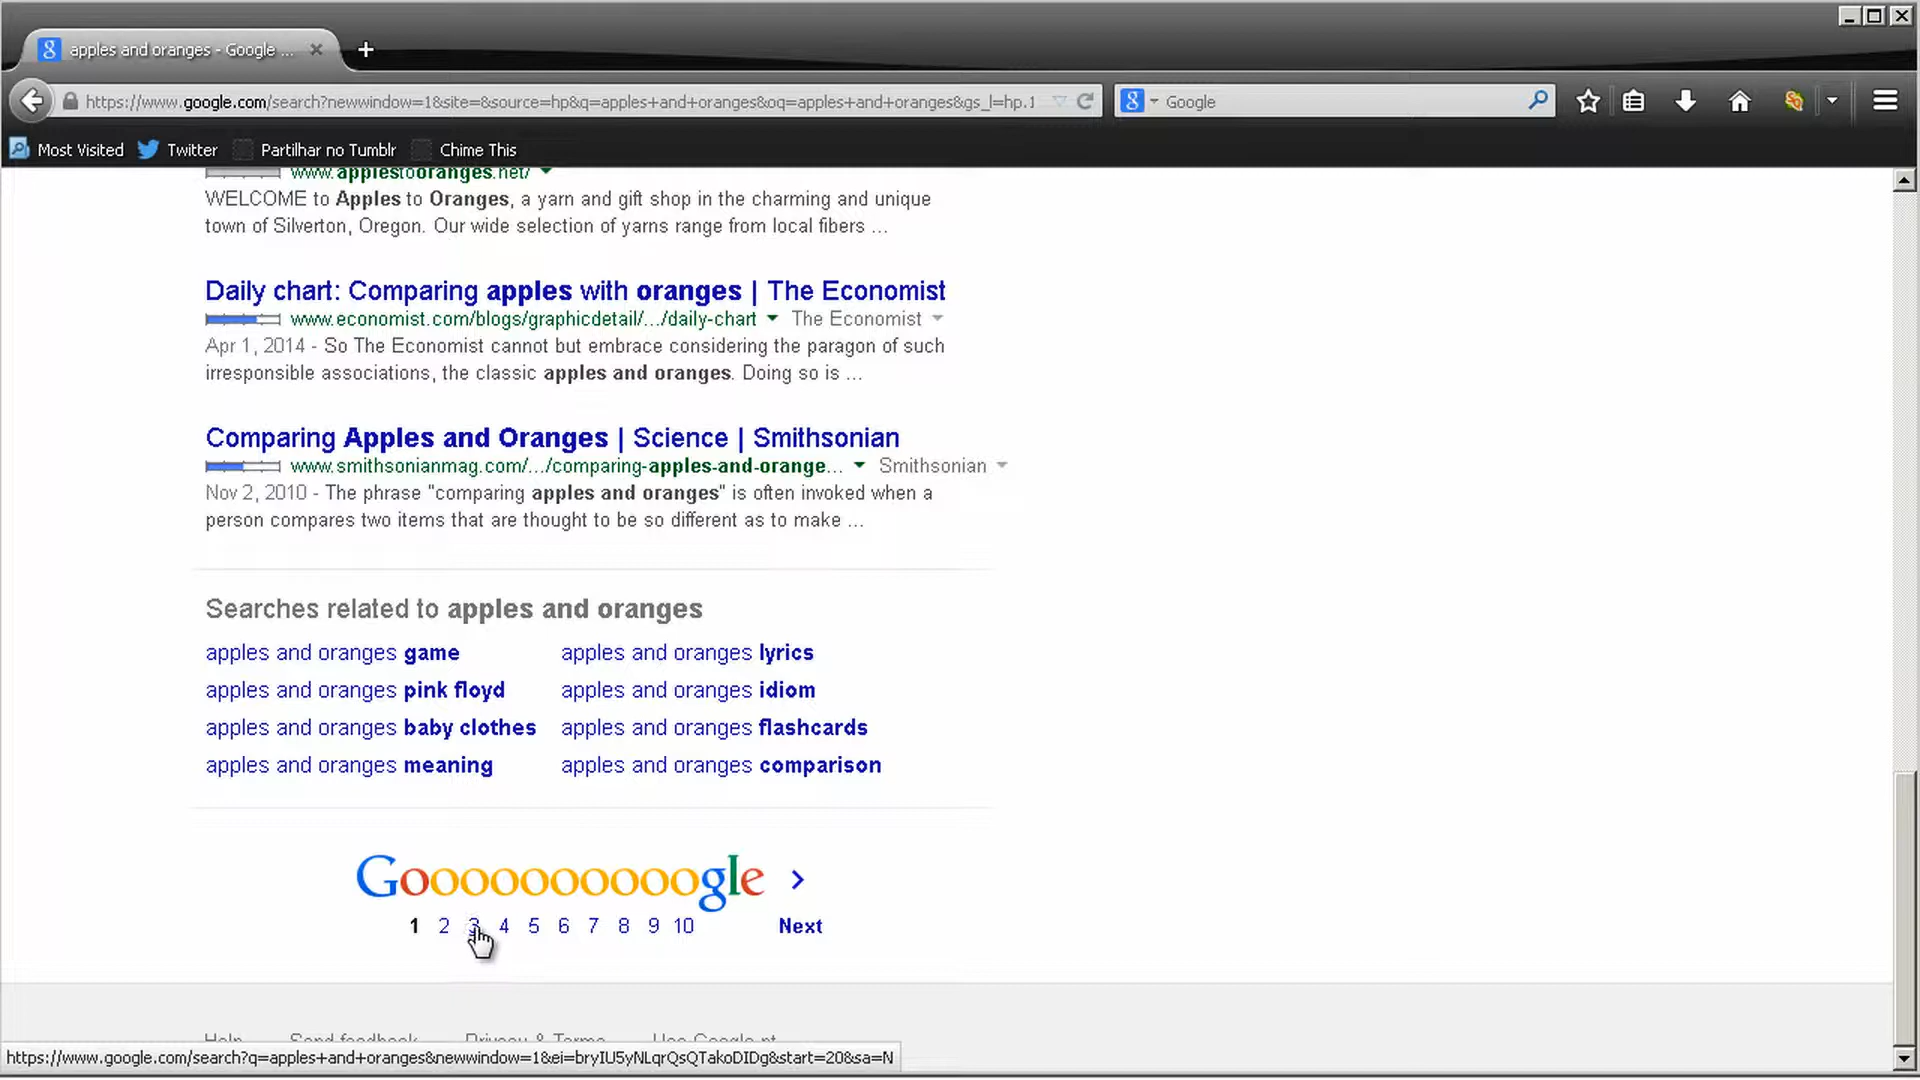 apples and oranges - Google ...
https://www.google.com/search?newwindow=1&site=&source=hp&q=apples+and+oranges&oq=apples+and+oranges&gs_l=hp.1
Google
Most Visited Twitter Partilhar no Tumblr Chime This
www.applestooranges.net/
WELCOME to Apples to Oranges, a yarn and gift shop in the charming and unique
town of Silverton, Oregon. Our wide selection of yarns range from local fibers ...
Daily chart: Comparing apples with oranges | The Economist
www.economist.com/blogs/graphicdetail/.../daily-chart The Economist
Apr 1, 2014 - So The Economist cannot but embrace considering the paragon of such
irresponsible associations, the classic apples and oranges. Doing so is ...
Comparing Apples and Oranges | Science | Smithsonian
www.smithsonianmag.com/.../comparing-apples-and-orange... Smithsonian
Nov 2, 2010 - The phrase "comparing apples and oranges" is often invoked when a
person compares two items that are thought to be so different as to make ...
Searches related to apples and oranges
apples and oranges game apples and oranges lyrics
apples and oranges pink floyd apples and oranges idiom
apples and oranges baby clothes apples and oranges flashcards
apples and oranges meaning apples and oranges comparison
Goooooooooogle >
1 2 3 4 5 6 7 8 9 10 Next
Help Send feedback Privacy & Terms Use Google.pt
https://www.google.com/search?q=apples+and+oranges&newwindow=1&ei=bryIU5yNLqrQsQTakoDIDg&start=20&sa=N